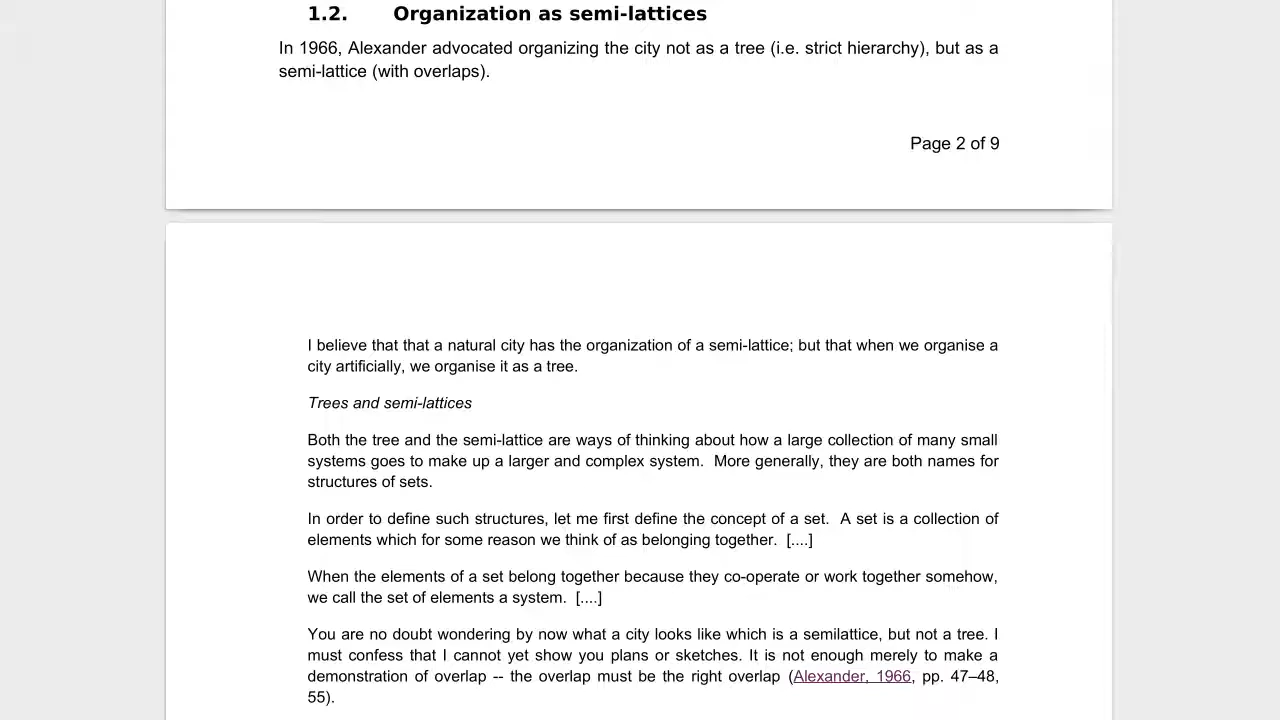 1.2. Organization as semi-lattices
In 1966, Alexander advocated organizing the city not as a tree (i.e. strict hierarchy), but as a
semi-lattice (with overlaps).
Page 2 of 9
I believe that that a natural city has the organization of a semi-lattice; but that when we organise a
city artificially, we organise it as a tree.
Trees and semi-lattices
Both the tree and the semi-lattice are ways of thinking about how a large collection of many small
systems goes to make up a larger and complex system.  More generally, they are both names for
structures of sets.
In order to define such structures, let me first define the concept of a set.  A set is a collection of
elements which for some reason we think of as belonging together.  [....]
When the elements of a set belong together because they co-operate or work together somehow,
we call the set of elements a system.  [....]
You are no doubt wondering by now what a city looks like which is a semilattice, but not a tree. I
must confess that I cannot yet show you plans or sketches. It is not enough merely to make a
demonstration of overlap -- the overlap must be the right overlap (Alexander, 1966, pp. 47–48,
55).